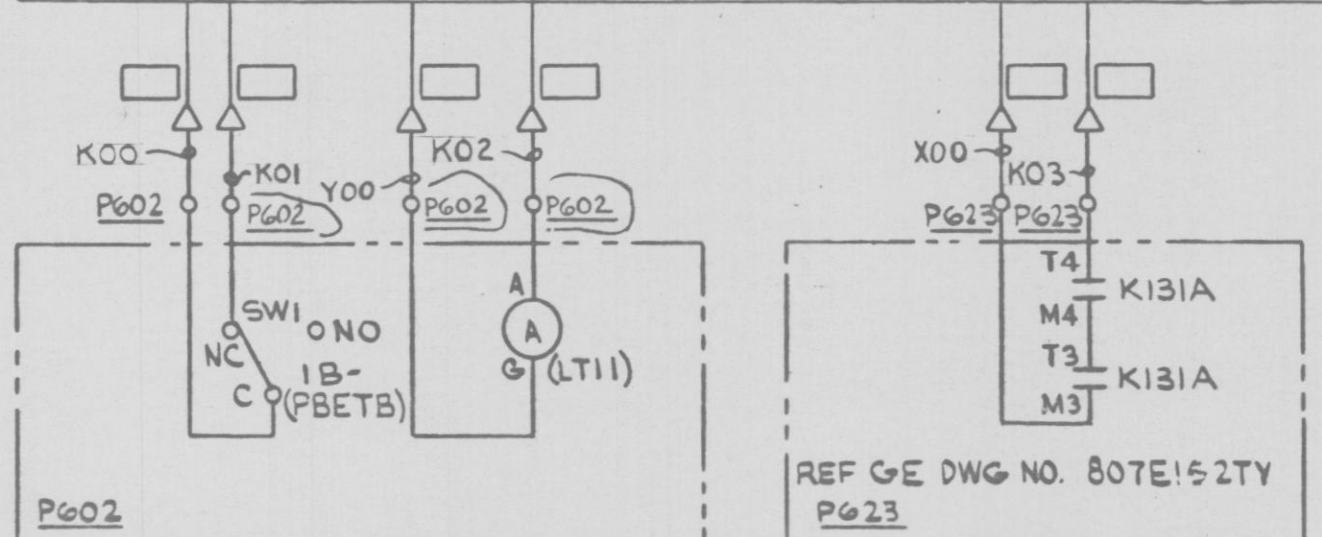 K00
K01
Y00
K02
X00
K03
P602
P602
P602
P602
P623
P623
SW1
NO
NC
1B-
C
(PBETB)
A
A
G
(LT11)
T4
K131A
M4
T3
K131A
M3
REF GE DWG NO. 807E152TY
P602
P623